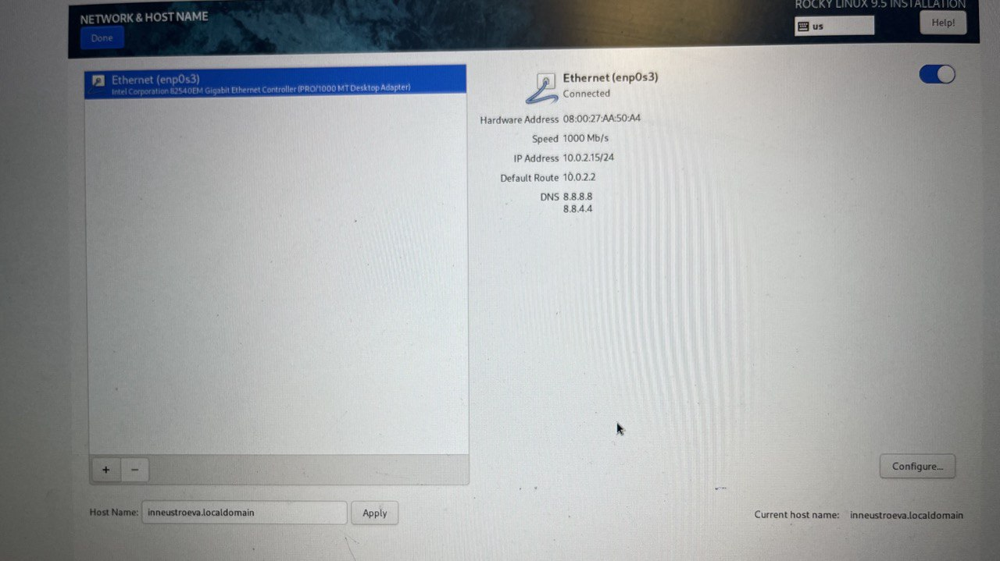 NETWORK & HOST NAME
ROCKY LINUX 9.5 INSTALLATION
Done
us
Help!
Ethernet (enp0s3)
Intel Corporation 82540EM Gigabit Ethernet Controller (PRO/1000 MT Desktop Adapter)
Ethernet (enp0s3)
Connected
Hardware Address 08:00:27:AA:50:A4
Speed 1000 Mb/s
IP Address 10.0.2.15/24
Default Route 10.0.2.2
DNS 8.8.8.8
8.8.4.4
+ −
Configure...
Host Name: inneustroeva.localdomain Apply
Current host name: inneustroeva.localdomain